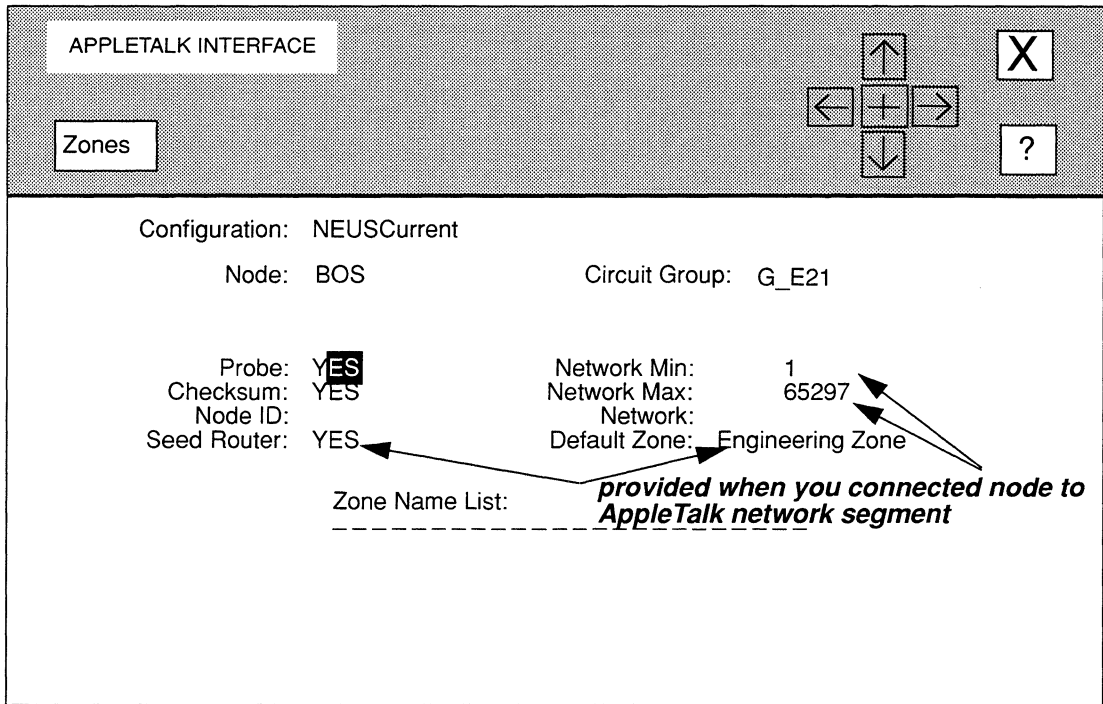 APPLETALK INTERFACE
X
Zones
?
Configuration: NEUSCurrent
Node: BOS Circuit Group: G_E21
Probe: YES Network Min: 1
Checksum: YES Network Max: 65297
Node ID: Network:
Seed Router: YES Default Zone: Engineering Zone
Zone Name List:
provided when you connected node to
AppleTalk network segment